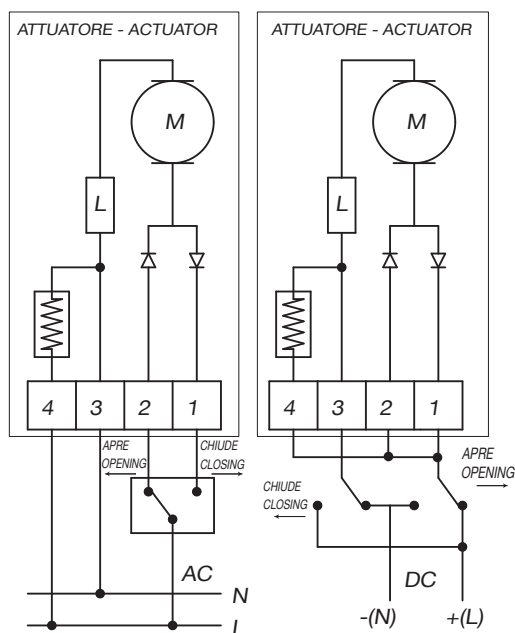 ATTUATORE - ACTUATOR
M
L
4 3 2 1
APRE
OPENING
CHIUDE
CLOSING
AC
N
L
ATTUATORE - ACTUATOR
M
L
4 3 2 1
APRE
OPENING
CHIUDE
CLOSING
DC
-(N) +(L)